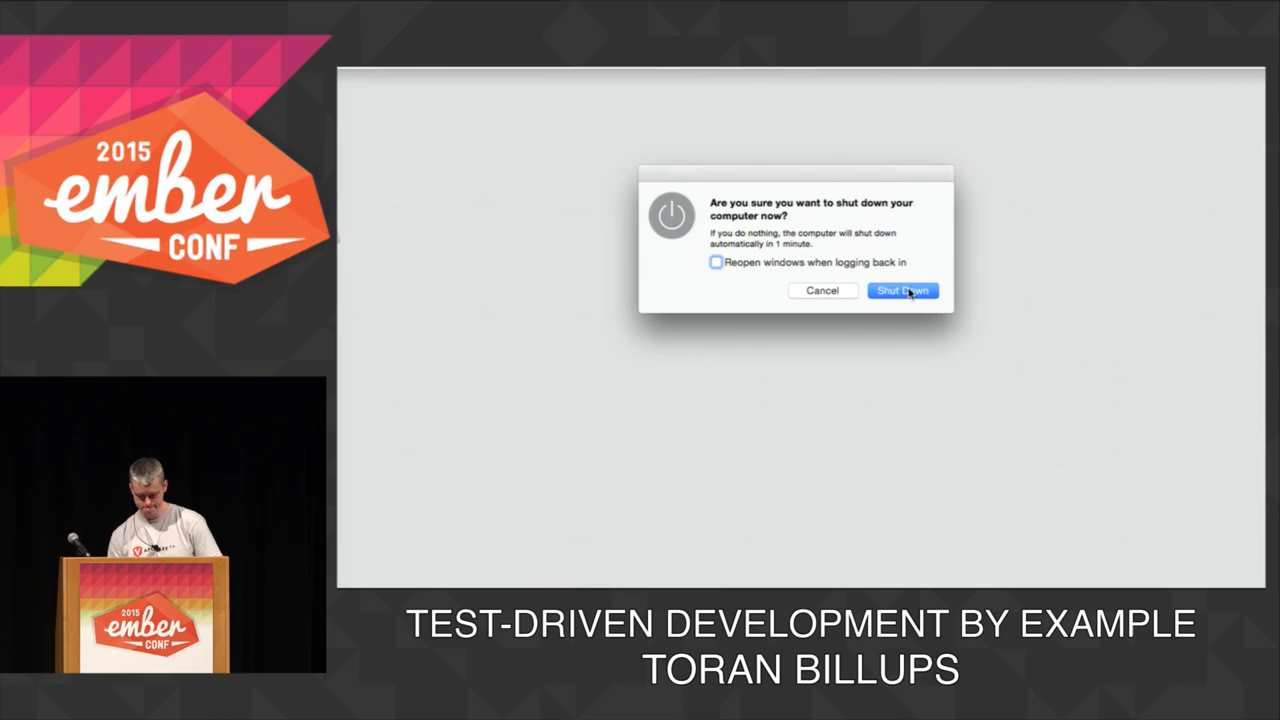 2015
ember
CONF
Are you sure you want to shut down your
computer now?
If you do nothing, the computer will shut down
automatically in 1 minute.
Reopen windows when logging back in
Cancel
Shut Down
2015
ember
CONF
TEST-DRIVEN DEVELOPMENT BY EXAMPLE
TORAN BILLUPS